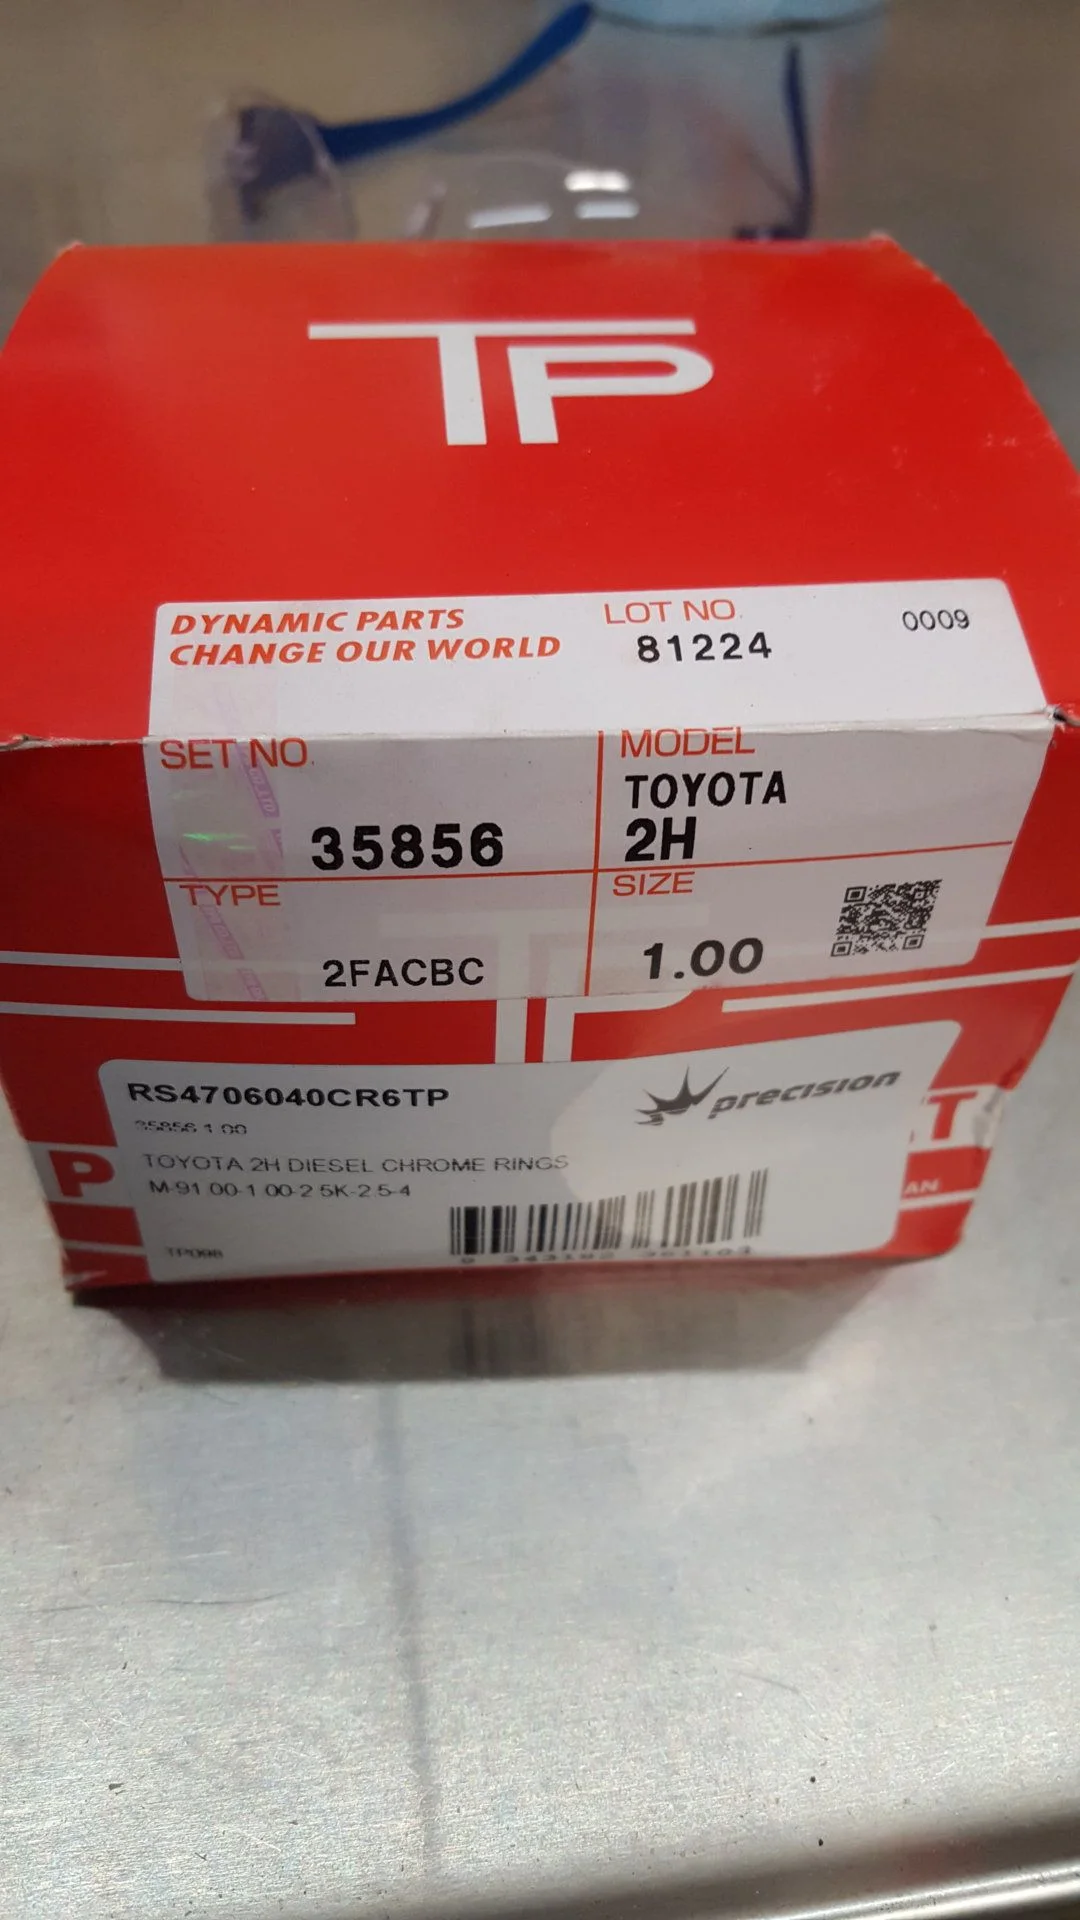 TP
DYNAMIC PARTS
CHANGE OUR WORLD
LOT NO.
81224
0009
SET NO.
35856
MODEL
TOYOTA
2H
TYPE
2FACBC
SIZE
1.00
RS4706040CR6TP
precision
35856 1.00
TOYOTA 2H DIESEL CHROME RINGS
M-91.00-1.00-2.5K-2.5-4
P
T
AN
TP098